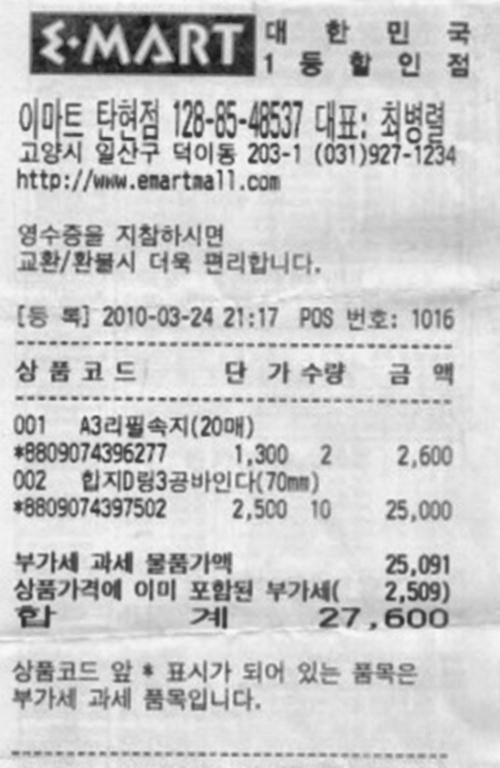 E·MART 대한민국
1등할인점
이마트 탄현점 128-85-48537 대표: 최병렬
고양시 일산구 덕이동 203-1 (031)927-1234
http://www.emartmall.com
영수증을 지참하시면
교환/환불시 더욱 편리합니다.
[등 록] 2010-03-24 21:17 POS 번호: 1016
상품코드 단가 수량 금액
001 A3리필속지(20매)
*8809074396277 1,300 2 2,600
002 합지D링3공바인다(70mm)
*8809074397502 2,500 10 25,000
부가세 과세 물품가액 25,091
상품가격에 이미 포함된 부가세( 2,509)
합 계 27,600
상품코드 앞 * 표시가 되어 있는 품목은
부가세 과세 품목입니다.